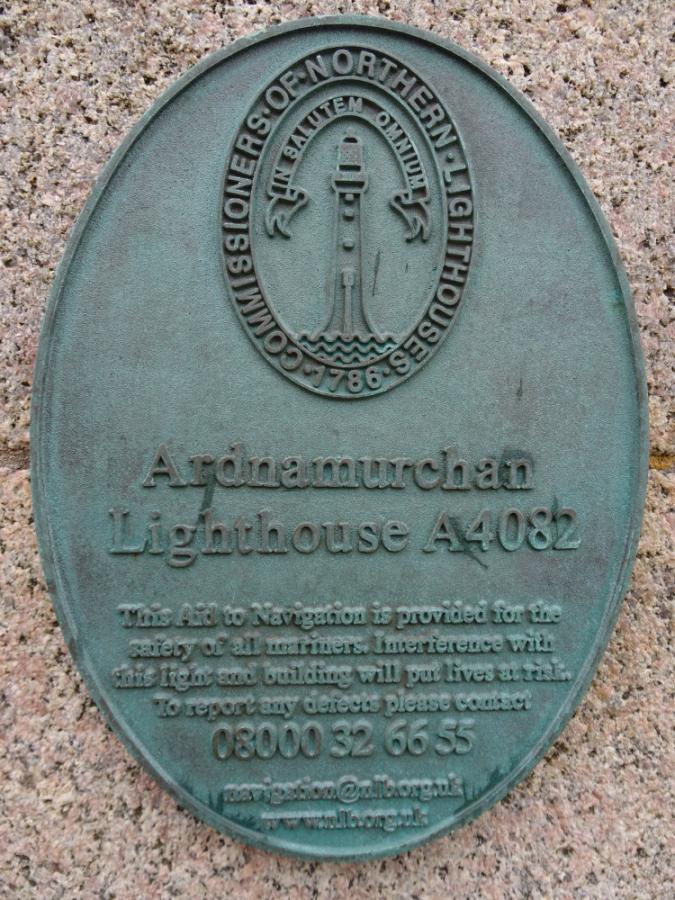 COMMISSIONERS·OF·NORTHERN·LIGHTHOUSES
IN SALUTEM OMNIUM
·1786·
Ardnamurchan
Lighthouse A4082
This Aid to Navigation is provided for the
safety of all mariners. Interference with
this light and building will put lives at risk.
To report any defects please contact
08000 32 66 55
navigation@nlb.org.uk
www.nlb.org.uk